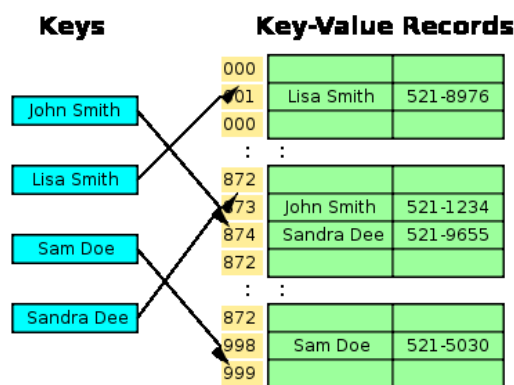 Keys
John Smith
Lisa Smith
Sam Doe
Sandra Dee
Key-Value Records
000
001 Lisa Smith 521-8976
000
: :
872
873 John Smith 521-1234
874 Sandra Dee 521-9655
872
: :
872
998 Sam Doe 521-5030
999